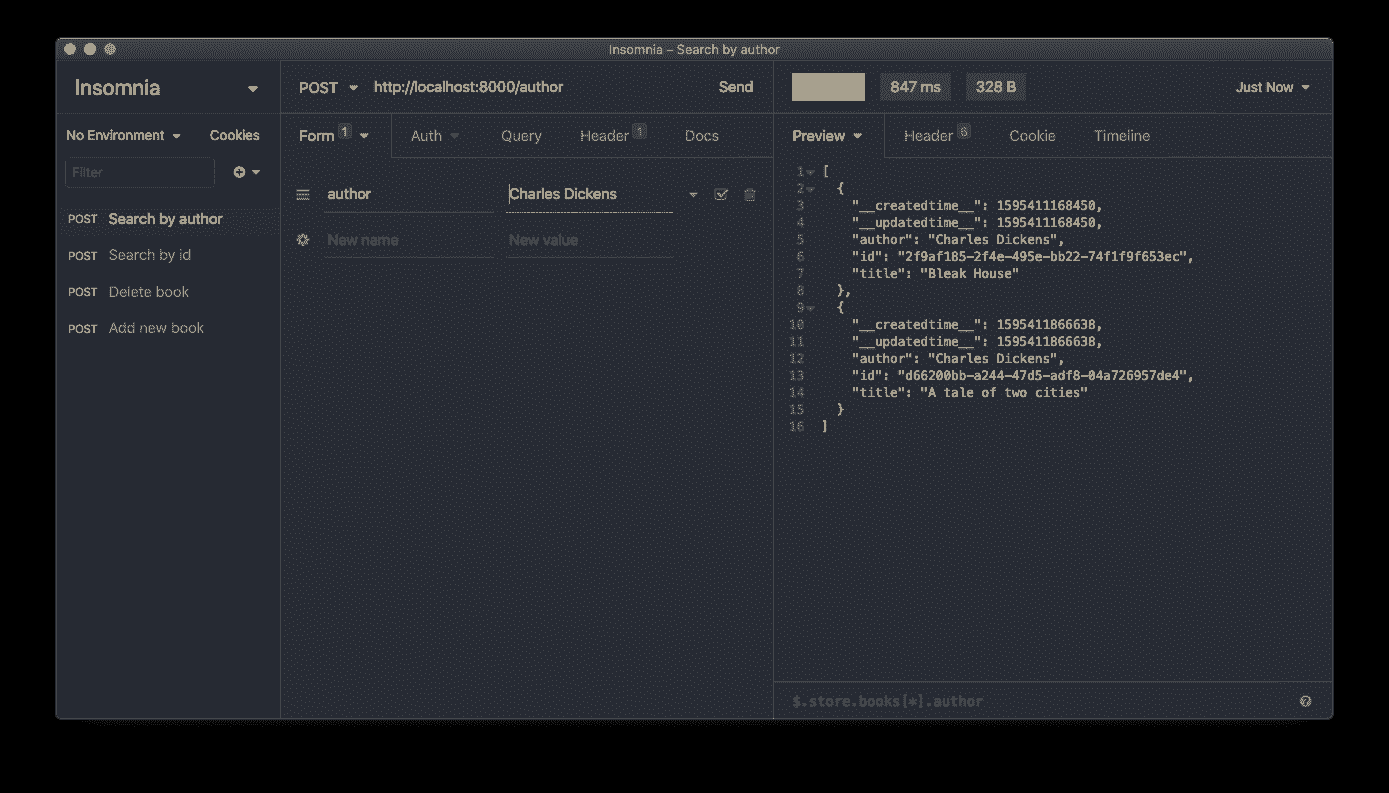 Insomnia – Search by author
Insomnia
POST http://localhost:8000/author Send
847 ms 328 B Just Now
No Environment Cookies
Form 1 Auth Query Header 1 Docs
Preview Header 6 Cookie Timeline
Filter
POST Search by author
POST Search by id
POST Delete book
POST Add new book
author Charles Dickens
New name New value
1 [
2 {
3 "__createdtime__": 1595411168450,
4 "__updatedtime__": 1595411168450,
5 "author": "Charles Dickens",
6 "id": "2f9af185-2f4e-495e-bb22-74f1f9f653ec",
7 "title": "Bleak House"
8 },
9 {
10 "__createdtime__": 1595411866638,
11 "__updatedtime__": 1595411866638,
12 "author": "Charles Dickens",
13 "id": "d66200bb-a244-47d5-adf8-04a726957de4",
14 "title": "A tale of two cities"
15 }
16 ]
$.store.books[*].author